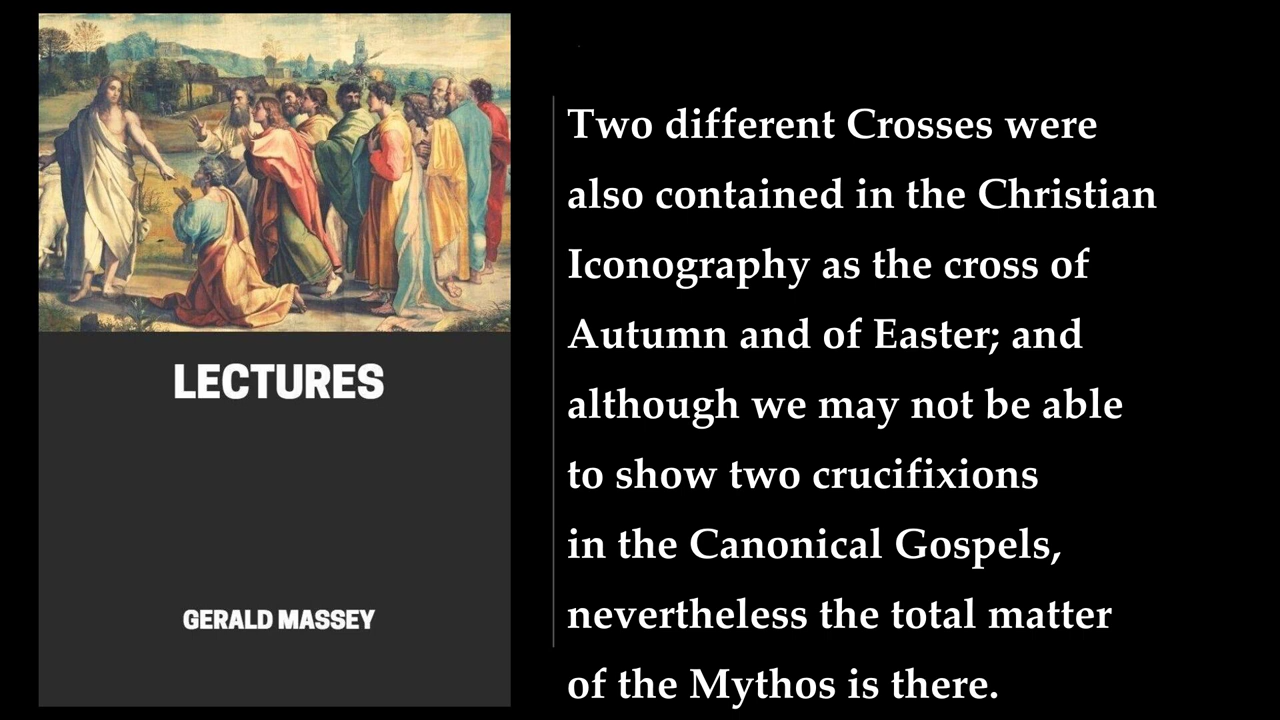 LECTURES
GERALD MASSEY
Two different Crosses were
also contained in the Christian
Iconography as the cross of
Autumn and of Easter; and
although we may not be able
to show two crucifixions
in the Canonical Gospels,
nevertheless the total matter
of the Mythos is there.